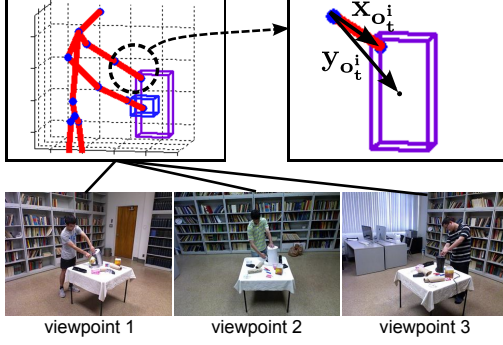 x_{o_t^i}
y_{o_t^i}
viewpoint 1
viewpoint 2
viewpoint 3